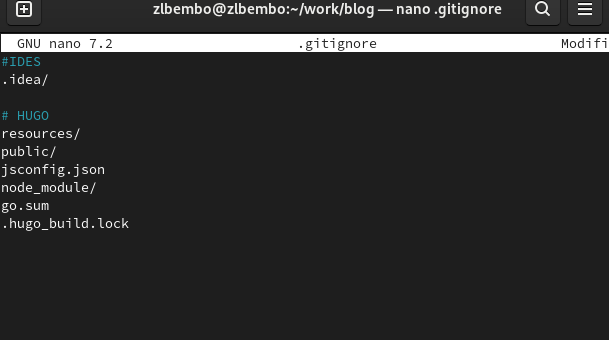 zlbembo@zlbembo:~/work/blog — nano .gitignore
GNU nano 7.2 .gitignore Modifi
#IDES
.idea/
# HUGO
resources/
public/
jsconfig.json
node_module/
go.sum
.hugo_build.lock